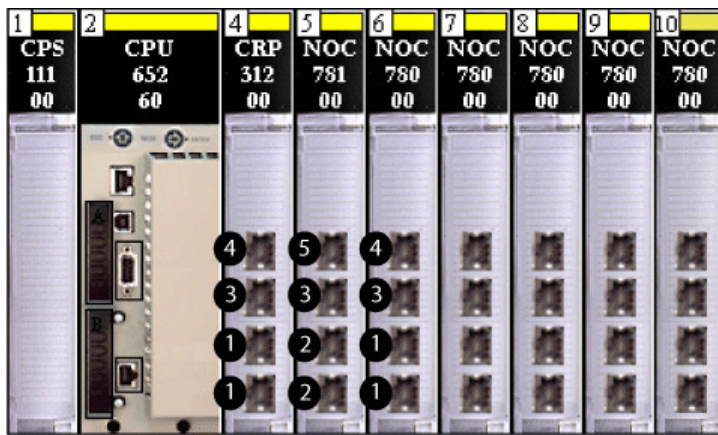 1 2 4 5 6 7 8 9 10
CPS CPU CRP NOC NOC NOC NOC NOC NOC
111 652 312 781 780 780 780 780 780
00 60 00 00 00 00 00 00 00
A
B
4 5 4
3 3 3
1 2 1
1 2 1